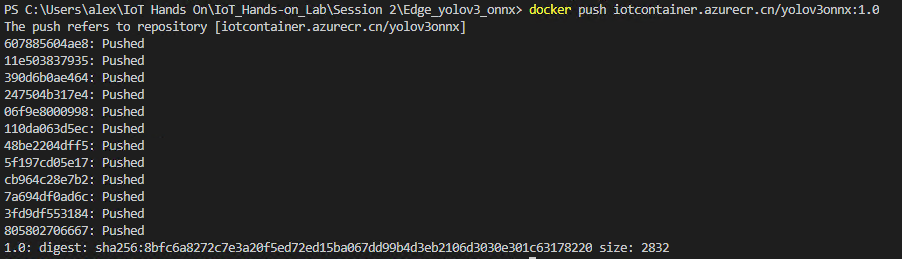 PS C:\Users\alex\IoT Hands On\IoT_Hands-on_Lab\Session 2\Edge_yolov3_onnx> docker push iotcontainer.azurecr.cn/yolov3onnx:1.0
The push refers to repository [iotcontainer.azurecr.cn/yolov3onnx]
607885604ae8: Pushed
11e503837935: Pushed
390d6b0ae464: Pushed
247504b317e4: Pushed
06f9e8000998: Pushed
110da063d5ec: Pushed
48be2204dff5: Pushed
5f197cd05e17: Pushed
cb964c28e7b2: Pushed
7a694df0ad6c: Pushed
3fd9df553184: Pushed
805802706667: Pushed
1.0: digest: sha256:8bfc6a8272c7e3a20f5ed72ed15ba067dd99b4d3eb2106d3030e301c63178220 size: 2832